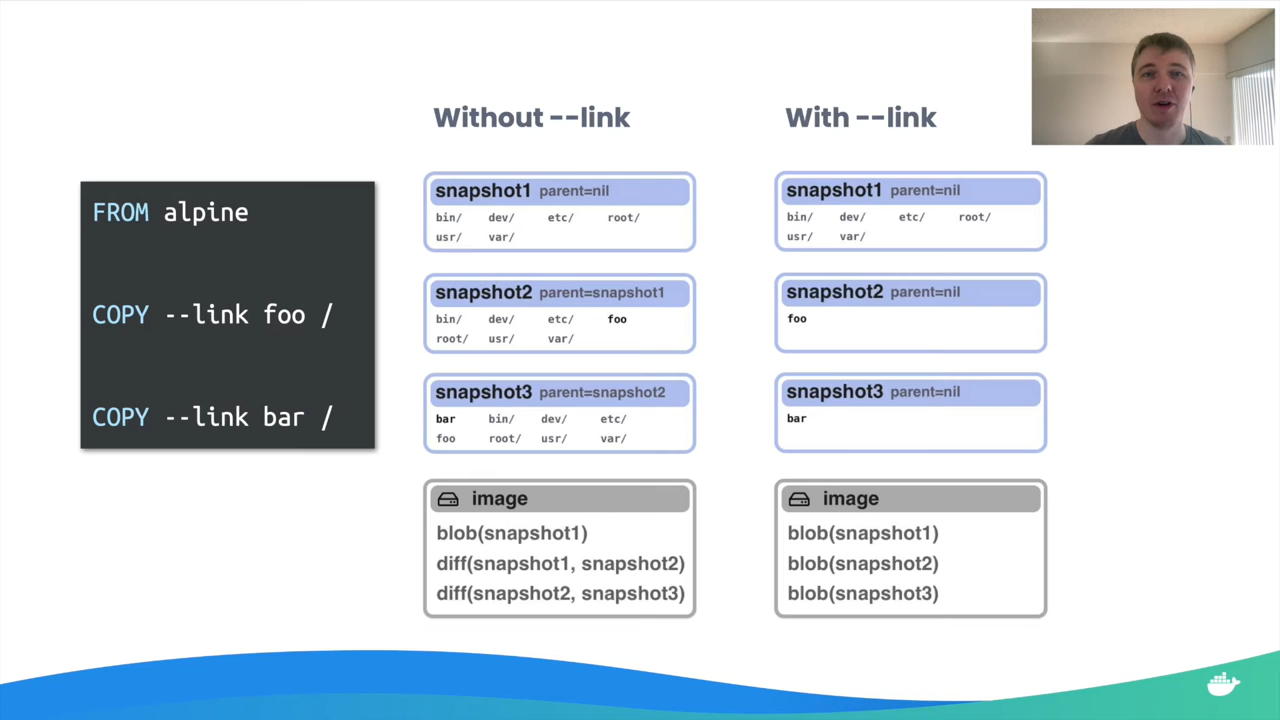 Without --link
With --link
FROM alpine
COPY --link foo /
COPY --link bar /
snapshot1 parent=nil
bin/ dev/ etc/ root/
usr/ var/
snapshot2 parent=snapshot1
bin/ dev/ etc/ foo
root/ usr/ var/
snapshot3 parent=snapshot2
bar bin/ dev/ etc/
foo root/ usr/ var/
image
blob(snapshot1)
diff(snapshot1, snapshot2)
diff(snapshot2, snapshot3)
snapshot1 parent=nil
bin/ dev/ etc/ root/
usr/ var/
snapshot2 parent=nil
foo
snapshot3 parent=nil
bar
image
blob(snapshot1)
blob(snapshot2)
blob(snapshot3)